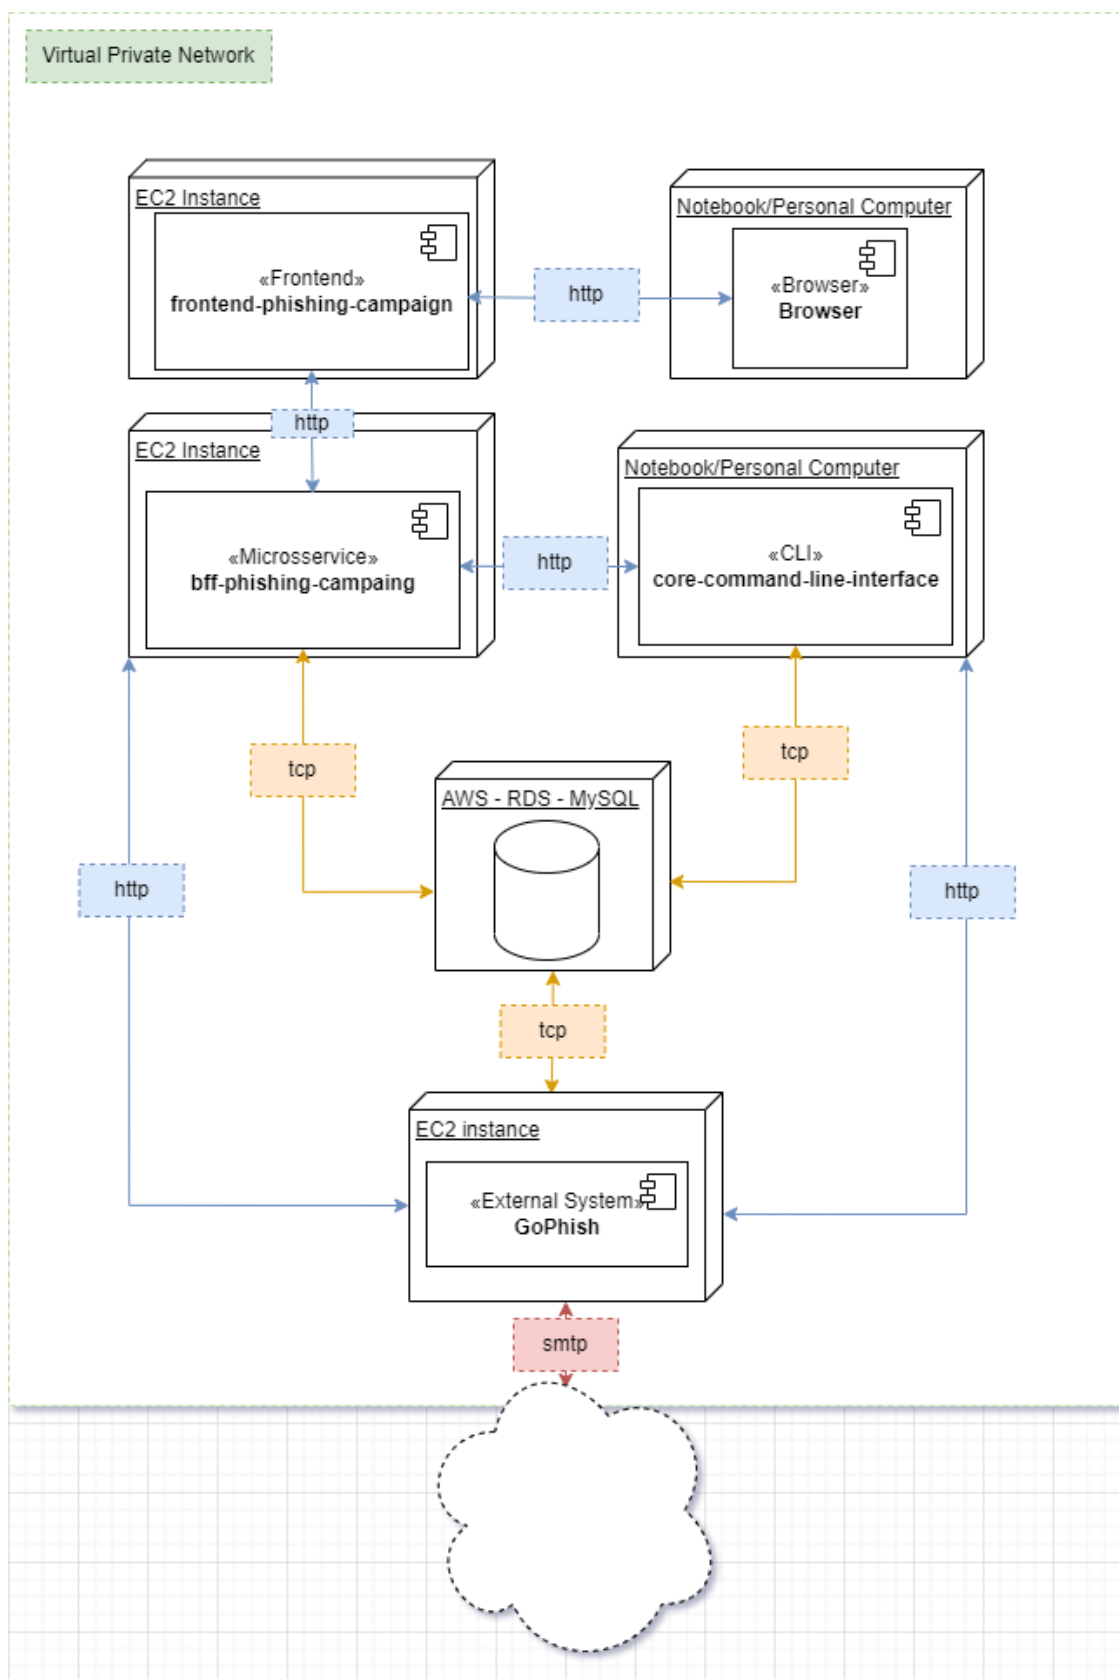 Virtual Private Network
EC2 Instance
«Frontend»
frontend-phishing-campaign
http
Notebook/Personal Computer
«Browser»
Browser
http
EC2 Instance
«Microsservice»
bff-phishing-campaing
http
Notebook/Personal Computer
«CLI»
core-command-line-interface
tcp
tcp
AWS - RDS - MySQL
http
http
tcp
EC2 instance
«External System»
GoPhish
smtp